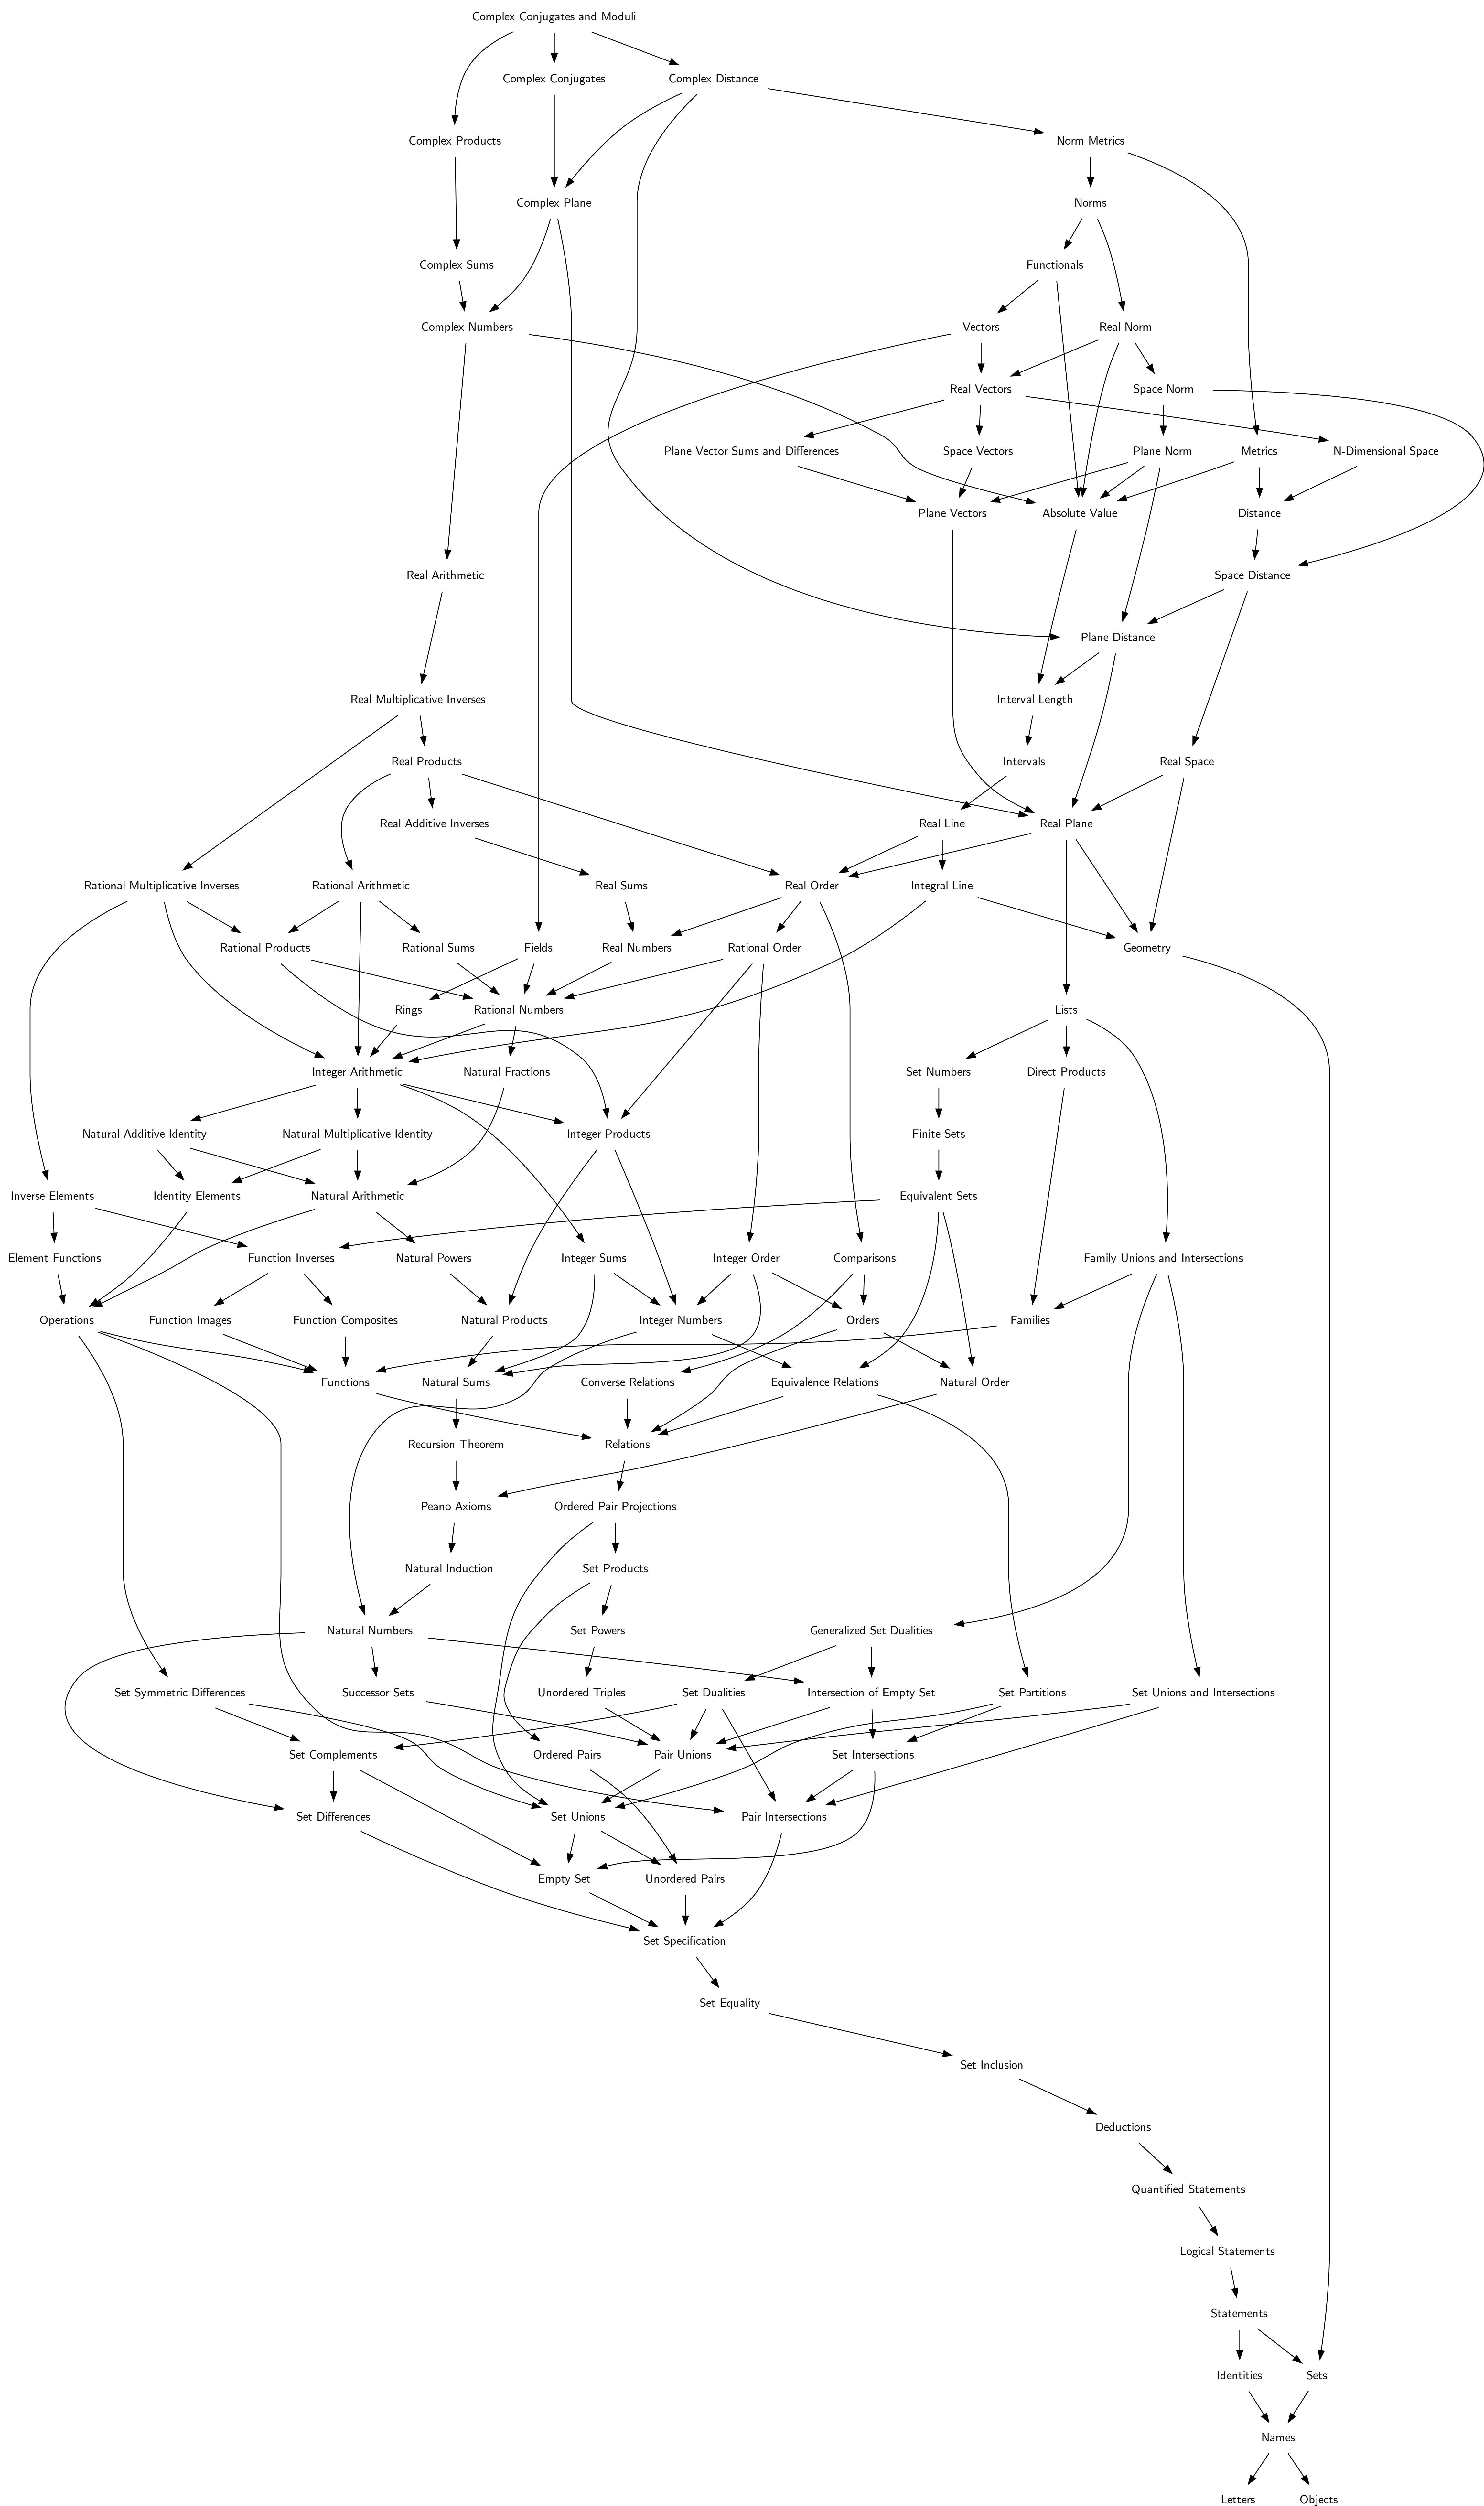 Complex Conjugates and Moduli
Complex Conjugates
Complex Distance
Complex Products
Norm Metrics
Complex Plane
Norms
Complex Sums
Functionals
Complex Numbers
Vectors
Real Norm
Real Vectors
Space Norm
Plane Vector Sums and Differences
Space Vectors
Plane Norm
Metrics
N-Dimensional Space
Plane Vectors
Absolute Value
Distance
Real Arithmetic
Space Distance
Plane Distance
Real Multiplicative Inverses
Interval Length
Real Products
Intervals
Real Space
Real Additive Inverses
Real Line
Real Plane
Rational Multiplicative Inverses
Rational Arithmetic
Real Sums
Real Order
Integral Line
Rational Products
Rational Sums
Fields
Real Numbers
Rational Order
Geometry
Rings
Rational Numbers
Lists
Integer Arithmetic
Natural Fractions
Set Numbers
Direct Products
Natural Additive Identity
Natural Multiplicative Identity
Integer Products
Finite Sets
Inverse Elements
Identity Elements
Natural Arithmetic
Equivalent Sets
Element Functions
Function Inverses
Natural Powers
Integer Sums
Integer Order
Comparisons
Family Unions and Intersections
Operations
Function Images
Function Composites
Natural Products
Integer Numbers
Orders
Families
Functions
Natural Sums
Converse Relations
Equivalence Relations
Natural Order
Recursion Theorem
Relations
Peano Axioms
Ordered Pair Projections
Natural Induction
Set Products
Natural Numbers
Set Powers
Generalized Set Dualities
Set Symmetric Differences
Successor Sets
Unordered Triples
Set Dualities
Intersection of Empty Set
Set Partitions
Set Unions and Intersections
Set Complements
Ordered Pairs
Pair Unions
Set Intersections
Set Differences
Set Unions
Pair Intersections
Empty Set
Unordered Pairs
Set Specification
Set Equality
Set Inclusion
Deductions
Quantified Statements
Logical Statements
Statements
Identities
Sets
Names
Letters
Objects